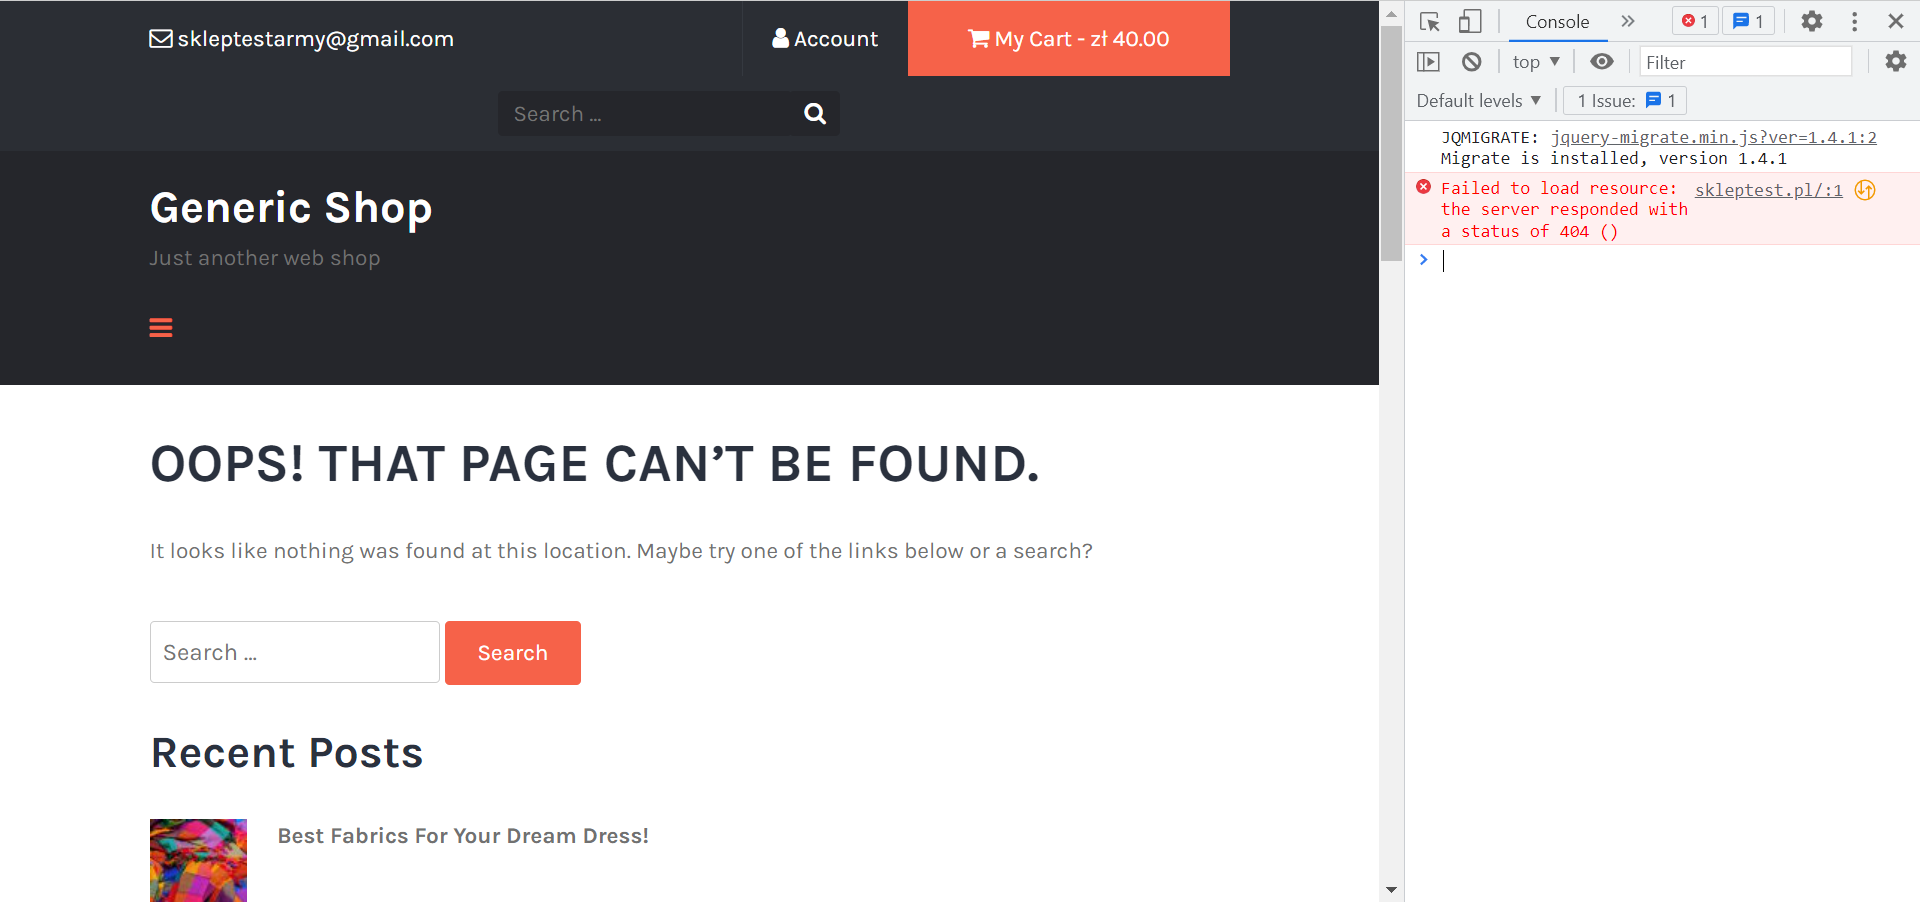 skleptestarmy@gmail.com
Account
My Cart - zł 40.00
Search ...
Generic Shop
Just another web shop
OOPS! THAT PAGE CAN’T BE FOUND.
It looks like nothing was found at this location. Maybe try one of the links below or a search?
Search ...
Search
Recent Posts
Best Fabrics For Your Dream Dress!
Console
1
1
top
Filter
Default levels
1 Issue:
1
JQMIGRATE: jquery-migrate.min.js?ver=1.4.1:2
Migrate is installed, version 1.4.1
Failed to load resource: skleptest.pl/:1
the server responded with
a status of 404 ()